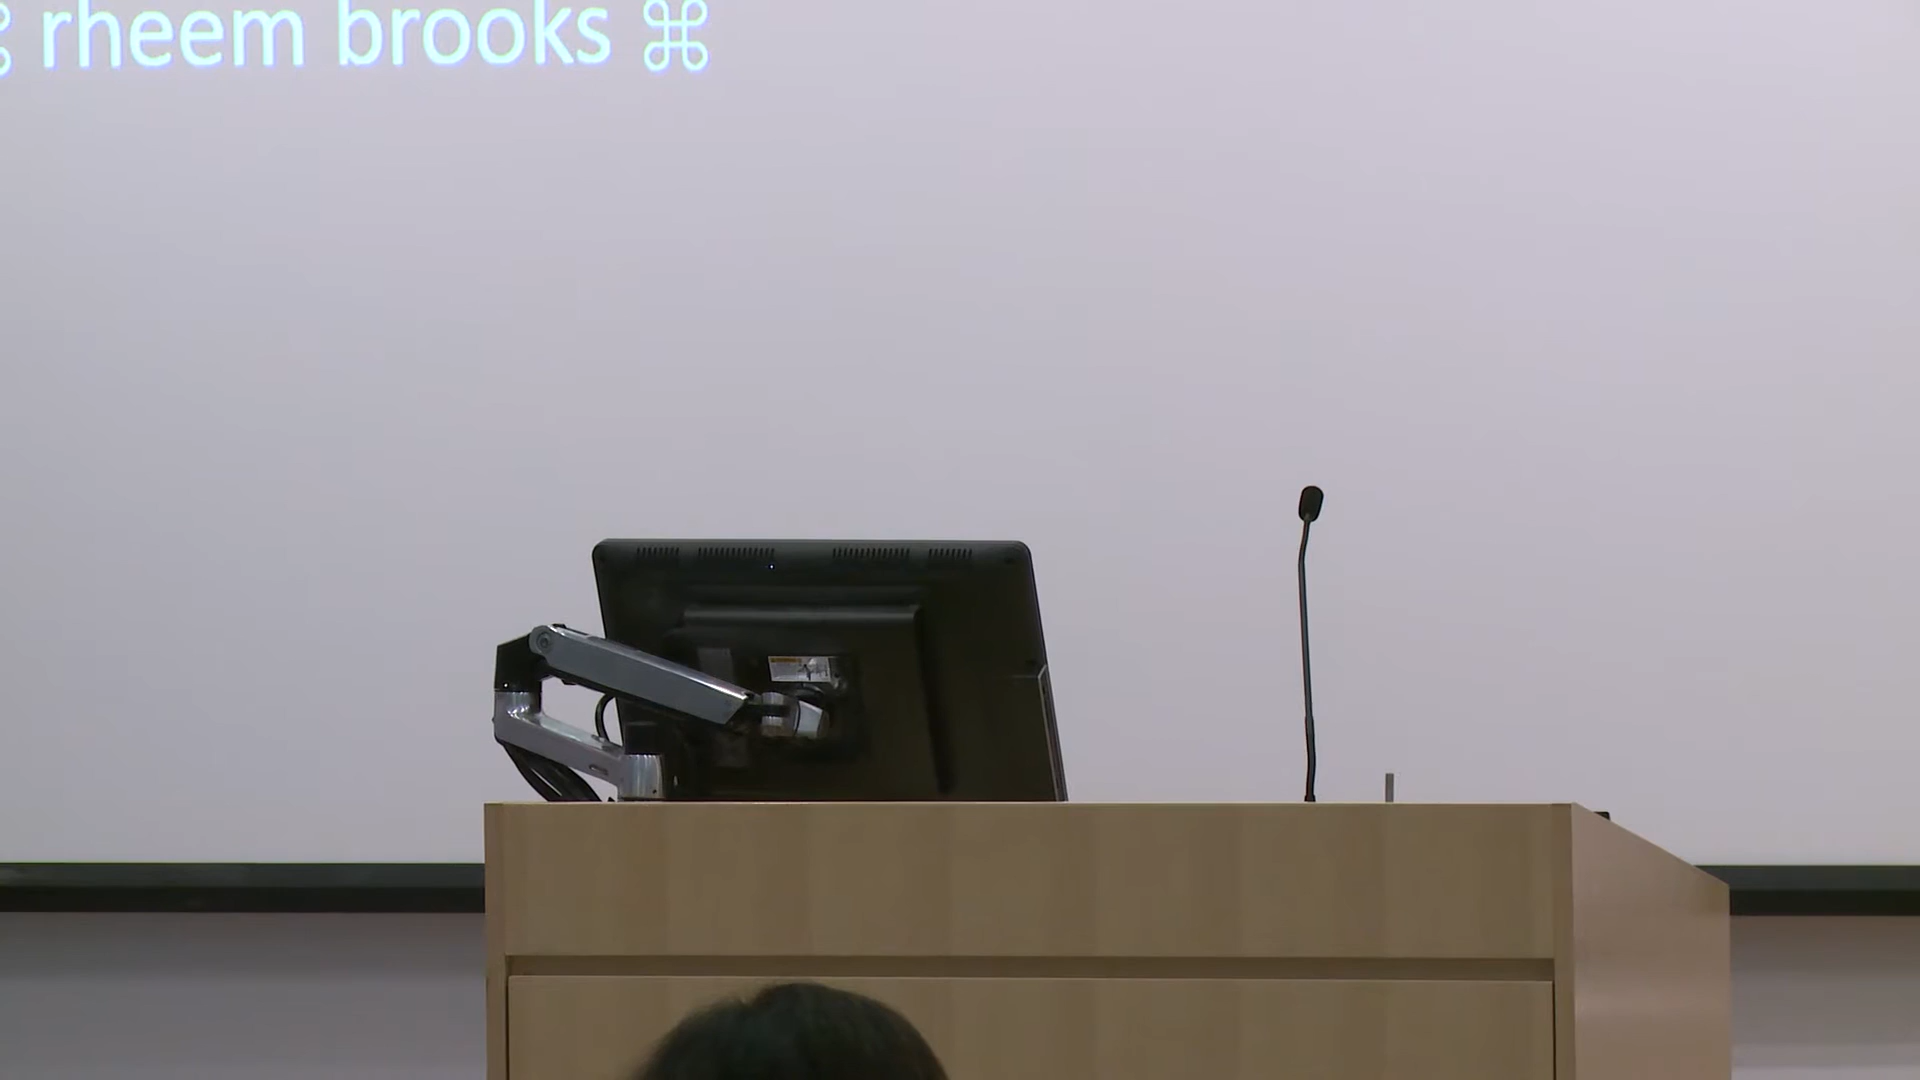 ⌘ rheem brooks ⌘